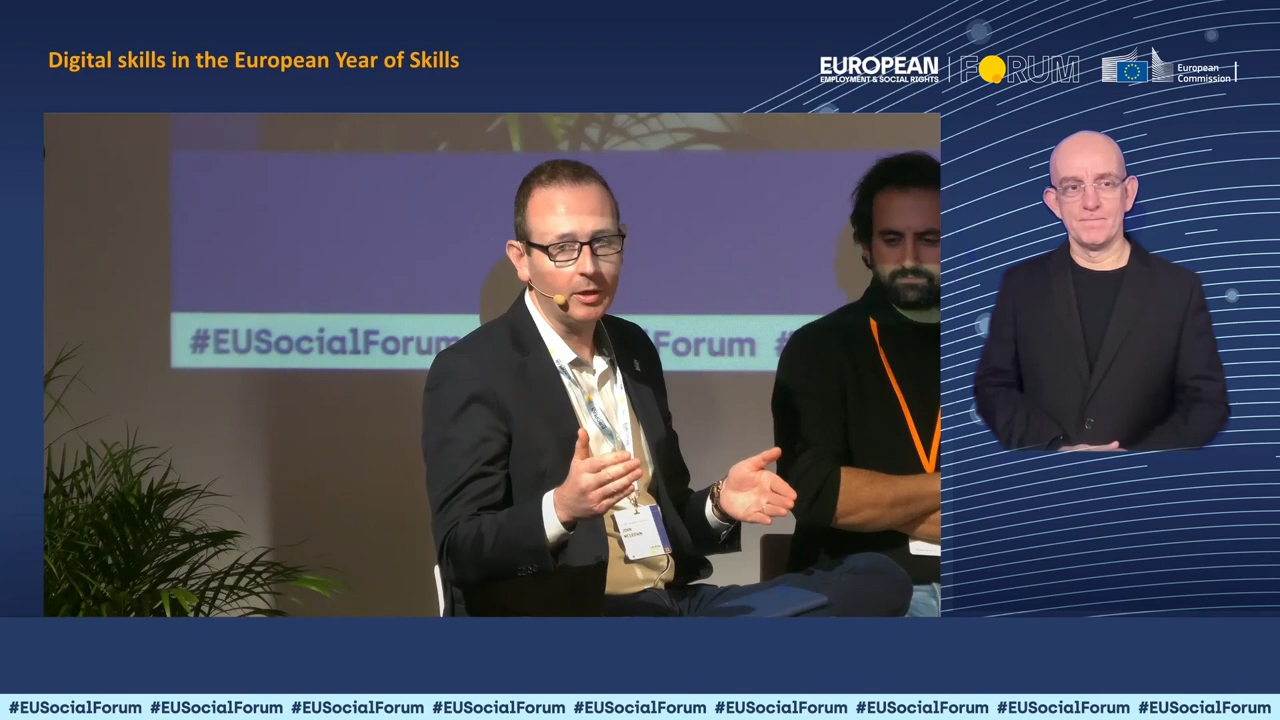 Digital skills in the European Year of Skills
EUROPEAN
EMPLOYMENT & SOCIAL RIGHTS
FORUM
European
Commission
#EUSocialForum
Forum
#
#EUSocialForum #EUSocialForum #EUSocialForum #EUSocialForum #EUSocialForum #EUSocialForum #EUSocialForum #EUSocialForum #EUSocialForum